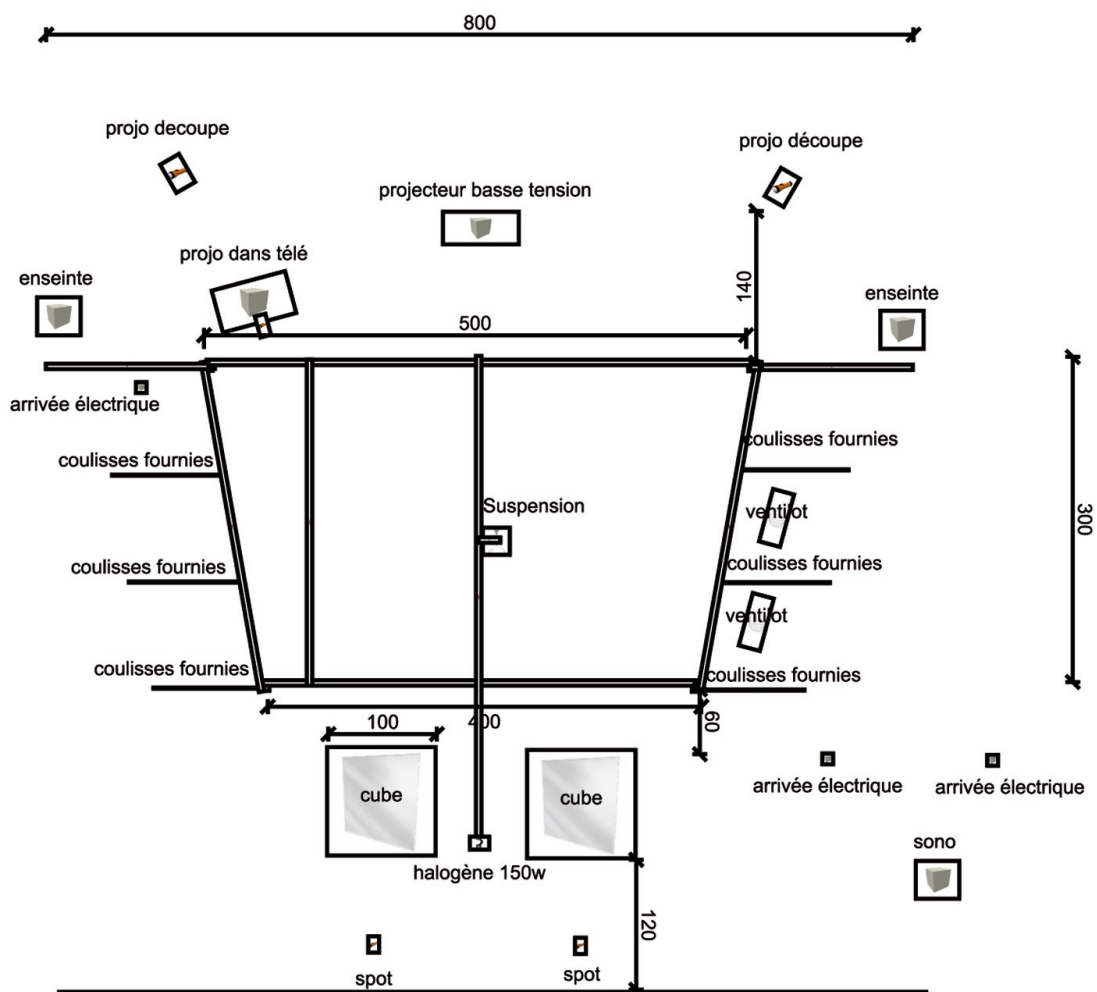 800
projo decoupe
projo découpe
projecteur basse tension
projo dans télé
enseinte
enseinte
140
500
arrivée électrique
coulisses fournies
coulisses fournies
Suspension
ventilot
300
coulisses fournies
coulisses fournies
ventilot
coulisses fournies
coulisses fournies
100
400
60
cube
cube
arrivée électrique
arrivée électrique
halogène 150w
sono
120
spot
spot